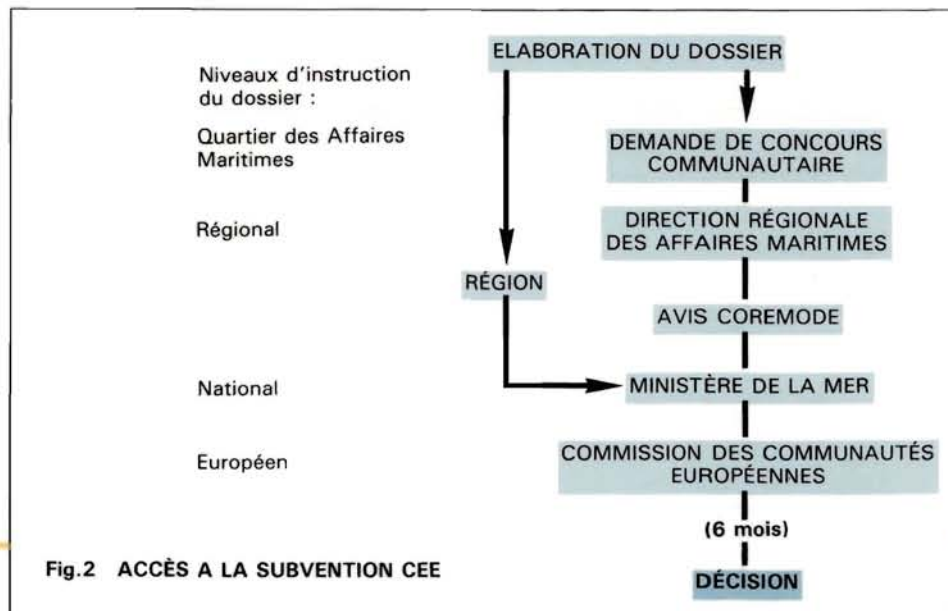 ELABORATION DU DOSSIER
Niveaux d'instruction
du dossier :
Quartier des Affaires
Maritimes
DEMANDE DE CONCOURS
COMMUNAUTAIRE
Régional
DIRECTION RÉGIONALE
DES AFFAIRES MARITIMES
RÉGION
AVIS COREMODE
National
MINISTÈRE DE LA MER
Européen
COMMISSION DES COMMUNAUTÉS
EUROPÉENNES
(6 mois)
Fig.2 ACCÈS A LA SUBVENTION CEE
DÉCISION